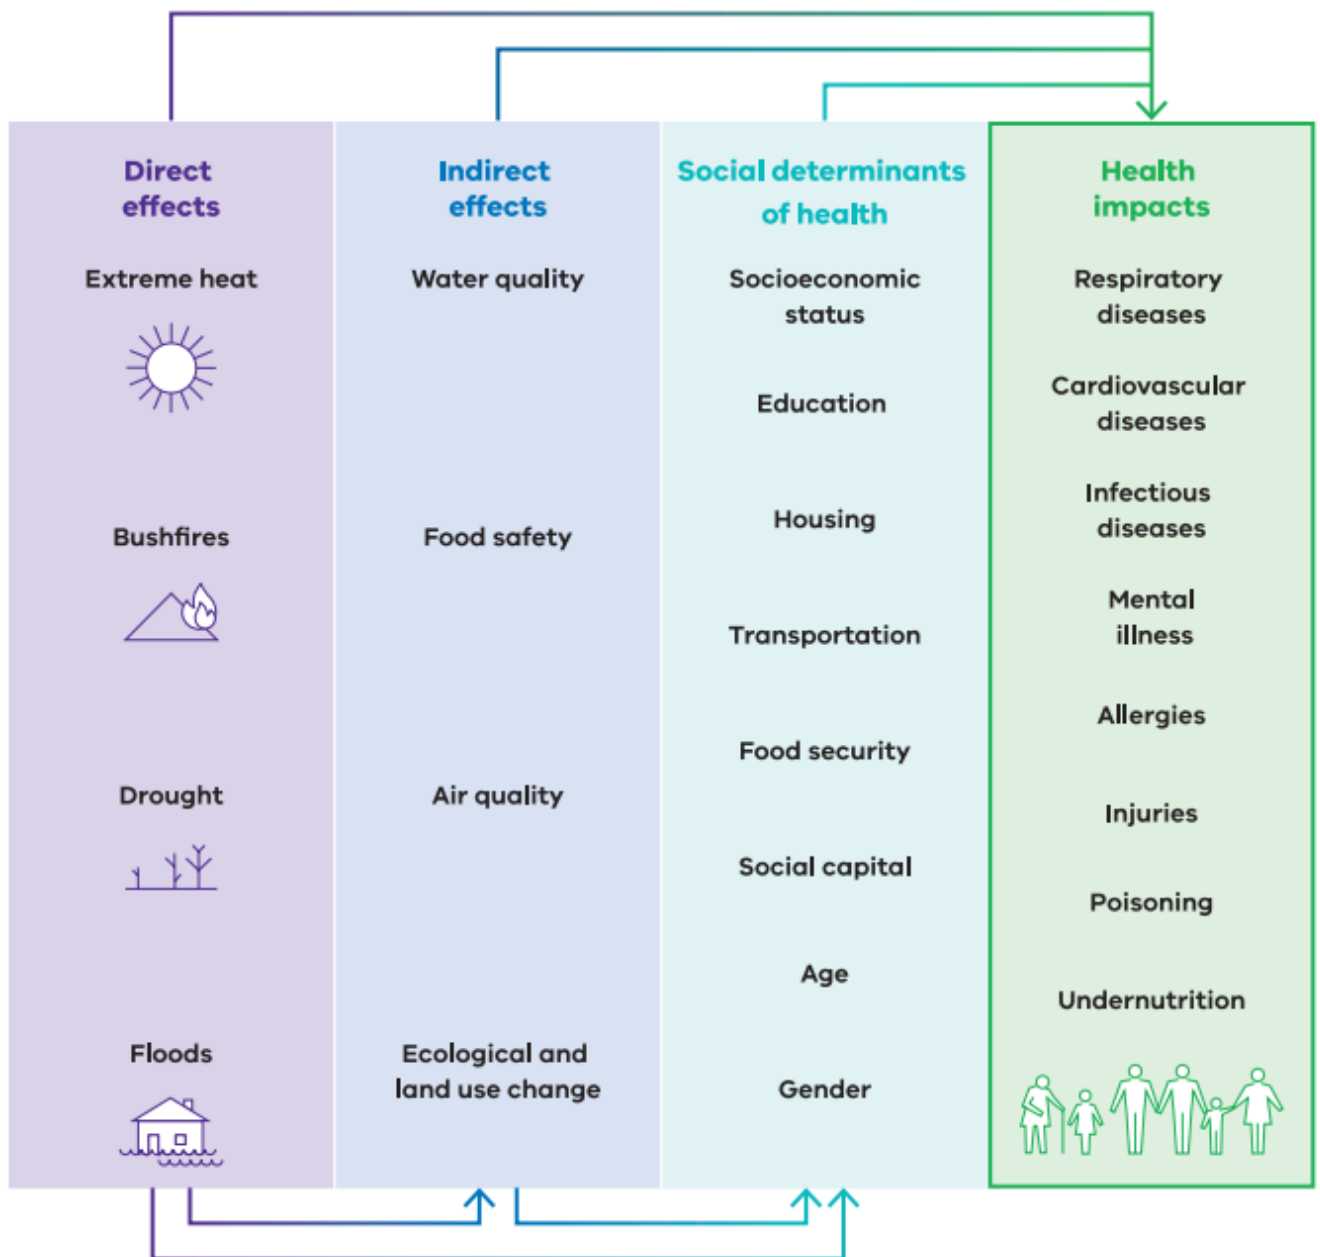 Direct
effects
Extreme heat
Bushfires
Drought
Floods
Indirect
effects
Water quality
Food safety
Air quality
Ecological and
land use change
Social determinants
of health
Socioeconomic
status
Education
Housing
Transportation
Food security
Social capital
Age
Gender
Health
impacts
Respiratory
diseases
Cardiovascular
diseases
Infectious
diseases
Mental
illness
Allergies
Injuries
Poisoning
Undernutrition